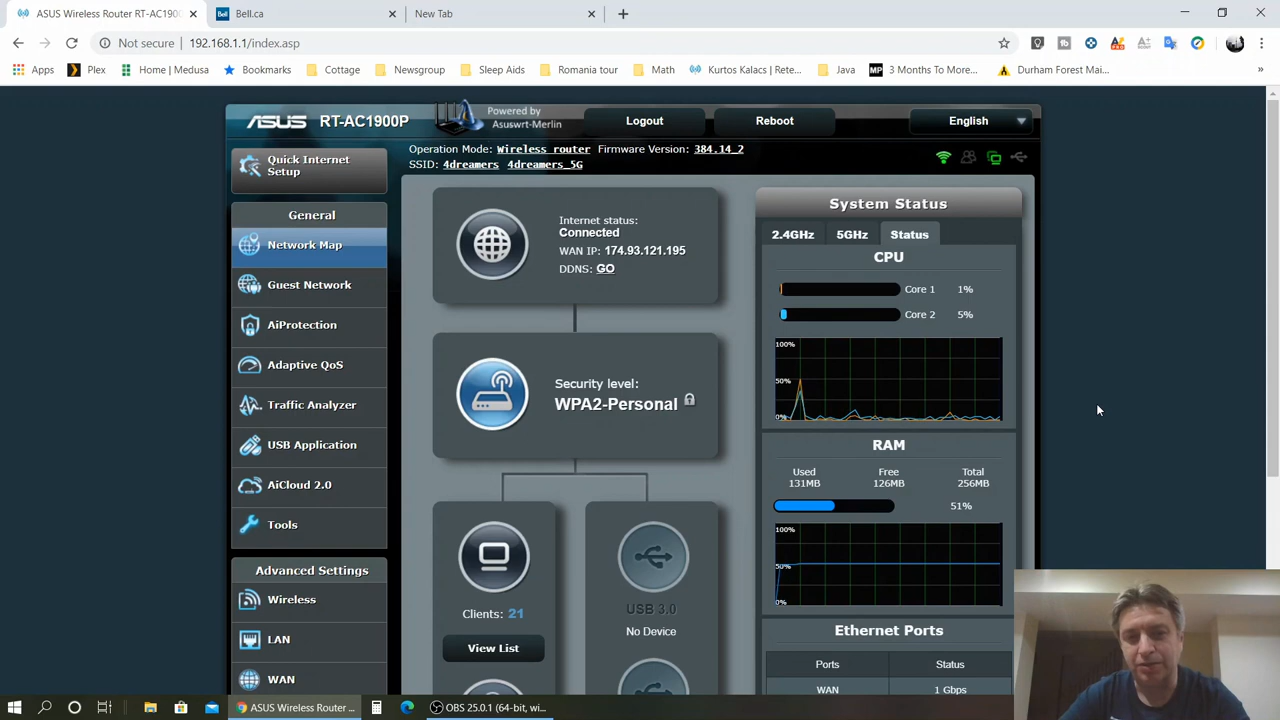 ASUS Wireless Router RT-AC1900
Bell.ca
New Tab
Not secure
192.168.1.1/index.asp
Apps
Plex
Home | Medusa
Bookmarks
Cottage
Newsgroup
Sleep Aids
Romania tour
Math
Kurtos Kalacs | Rete...
Java
MP
3 Months To More...
Durham Forest Mai...
»
ASUS
RT-AC1900P
Powered by
Asuswrt-Merlin
Logout
Reboot
English
Operation Mode: Wireless router Firmware Version: 384.14_2
SSID: 4dreamers 4dreamers_5G
Quick Internet
Setup
General
Network Map
Guest Network
AiProtection
Adaptive QoS
Traffic Analyzer
USB Application
AiCloud 2.0
Tools
Advanced Settings
Wireless
LAN
WAN
Internet status:
Connected
WAN IP: 174.93.121.195
DDNS: GO
Security level:
WPA2-Personal
Clients: 21
View List
USB 3.0
No Device
System Status
2.4GHz
5GHz
Status
CPU
Core 1 1%
Core 2 5%
100%
50%
0%
RAM
Used
131MB
Free
126MB
Total
256MB
51%
100%
50%
0%
Ethernet Ports
Ports
Status
WAN
1 Gbps
ASUS Wireless Router ...
OBS 25.0.1 (64-bit, wi...